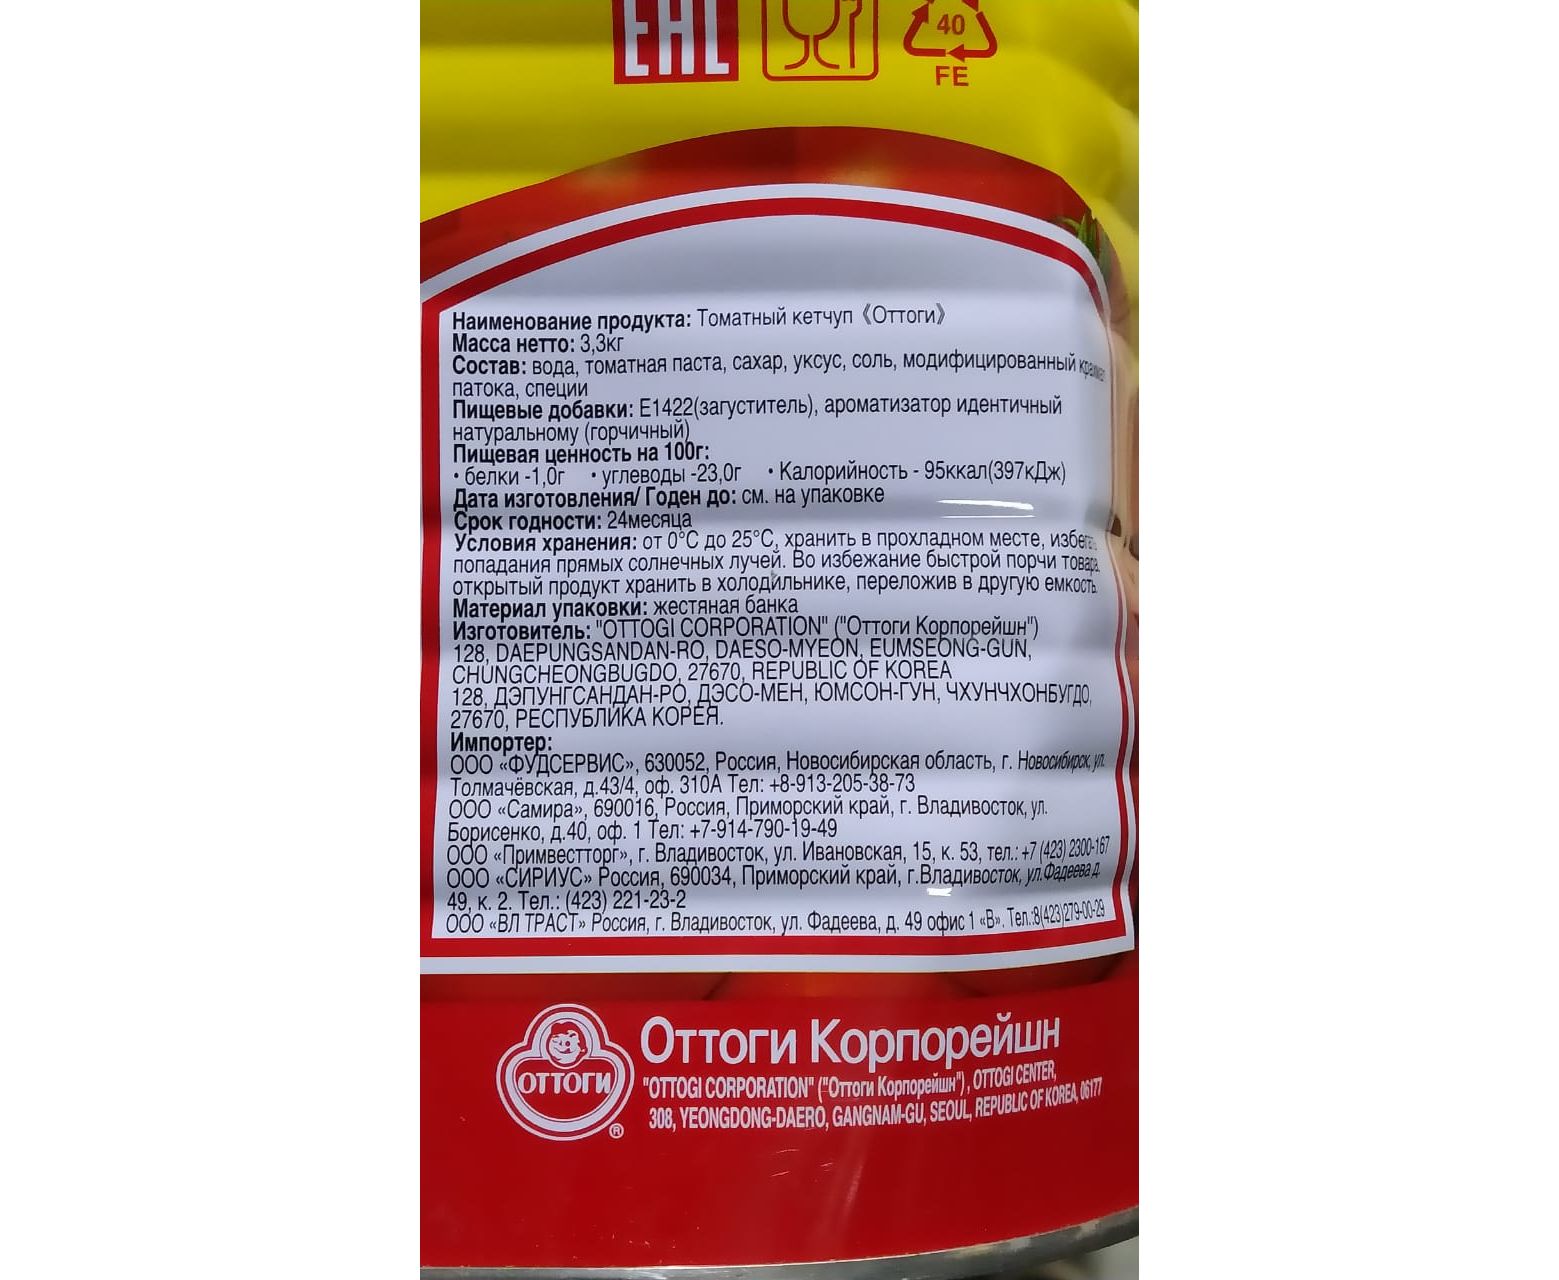 EAC
40
FE
Наименование продукта: Томатный кетчуп《Оттоги》
Масса нетто: 3,3кг
Состав: вода, томатная паста, сахар, уксус, соль, модифицированный крахмал
патока, специи
Пищевые добавки: Е1422(загуститель), ароматизатор идентичный
натуральному (горчичный)
Пищевая ценность на 100г:
• белки -1,0г • углеводы -23,0г • Калорийность - 95ккал(397кДж)
Дата изготовления/ Годен до: см. на упаковке
Срок годности: 24месяца
Условия хранения: от 0°С до 25°С, хранить в прохладном месте, избегать
попадания прямых солнечных лучей. Во избежание быстрой порчи товара,
открытый продукт хранить в холодильнике, переложив в другую емкость.
Материал упаковки: жестяная банка
Изготовитель: "OTTOGI CORPORATION" ("Оттоги Корпорейшн")
128, DAEPUNGSANDAN-RO, DAESO-MYEON, EUMSEONG-GUN,
CHUNGCHEONGBUGDO, 27670, REPUBLIC OF KOREA
128, ДЭПУНГСАНДАН-РО, ДЭСО-МЕН, ЮМСОН-ГУН, ЧХУНЧХОНБУГДО,
27670, РЕСПУБЛИКА КОРЕЯ.
Импортер:
ООО «ФУДСЕРВИС», 630052, Россия, Новосибирская область, г. Новосибирск, ул.
Толмачёвская, д.43/4, оф. 310А Тел: +8-913-205-38-73
ООО «Самира», 690016, Россия, Приморский край, г. Владивосток, ул.
Борисенко, д.40, оф. 1 Тел: +7-914-790-19-49
ООО «Примвестторг», г. Владивосток, ул. Ивановская, 15, к. 53, тел.: +7 (423) 2300-167
ООО «СИРИУС» Россия, 690034, Приморский край, г.Владивосток, ул.Фадеева д.
49, к. 2. Тел.: (423) 221-23-2
ООО «ВЛ ТРАСТ» Россия, г. Владивосток, ул. Фадеева, д. 49 офис 1 «В». Тел.:8(423)279-00-29
ОТТОГИ ®
Оттоги Корпорейшн
"OTTOGI CORPORATION" ("Оттоги Корпорейшн"), OTTOGI CENTER,
308, YEONGDONG-DAERO, GANGNAM-GU, SEOUL, REPUBLIC OF KOREA, 06177